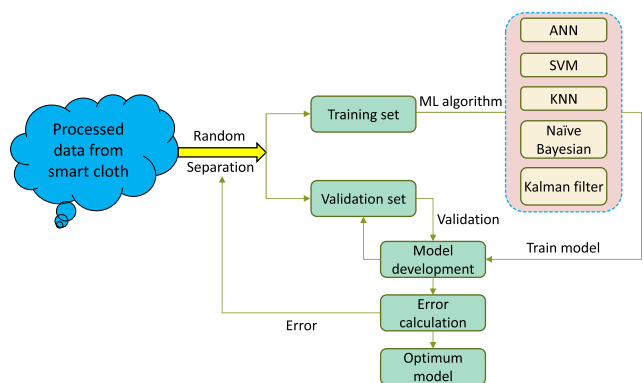 Processed
data from
smart cloth
Random
Separation
Training set
ML algorithm
ANN
SVM
KNN
Naïve
Bayesian
Kalman filter
Validation set
Validation
Model
development
Train model
Error
calculation
Error
Optimum
model